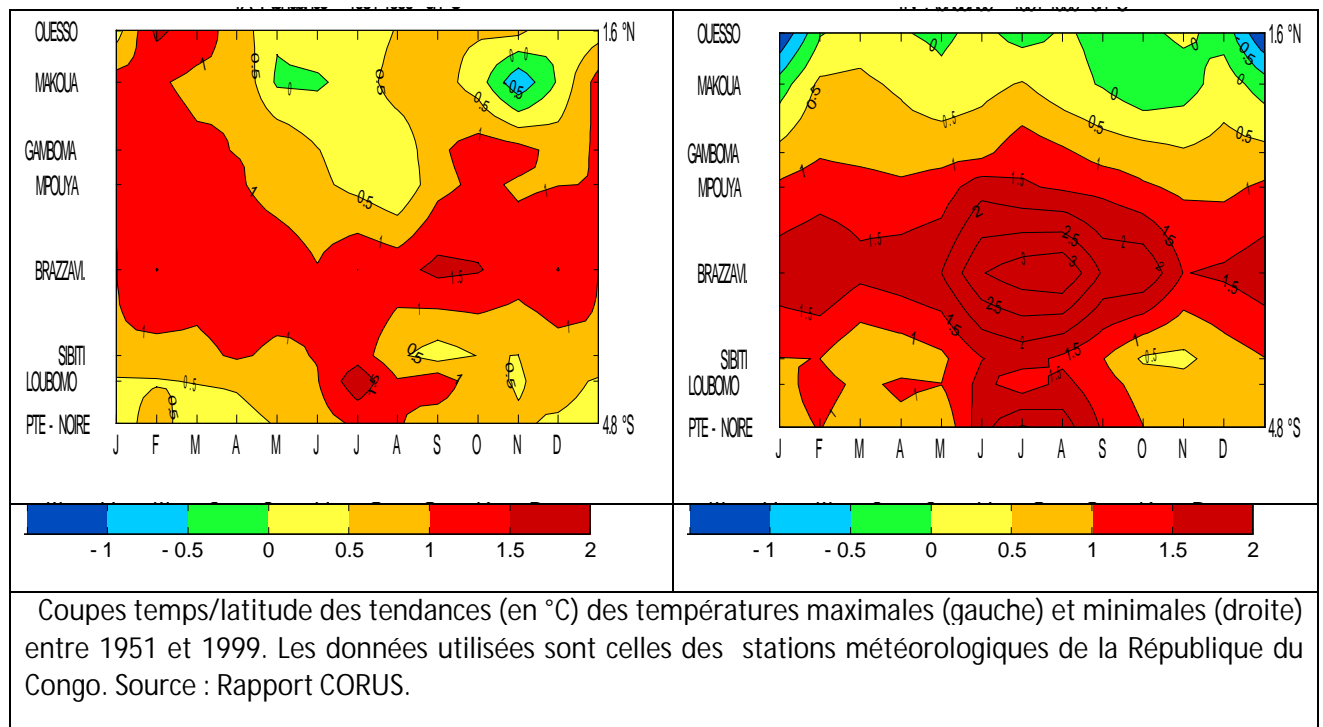 OUESSO
MAKOUA
GAMBOMA
MPOUYA
BRAZZAVI.
SIBITI
LOUBOMO
PTE - NOIRE
1.6 °N
4.8 °S
J F M A M J J A S O N D
- 1 - 0.5 0 0.5 1 1.5 2
OUESSO
MAKOUA
GAMBOMA
MPOUYA
BRAZZAVI.
SIBITI
LOUBOMO
PTE - NOIRE
1.6 °N
4.8 °S
J F M A M J J A S O N D
- 1 - 0.5 0 0.5 1 1.5 2
Coupes temps/latitude des tendances (en °C) des températures maximales (gauche) et minimales (droite)
entre 1951 et 1999. Les données utilisées sont celles des stations météorologiques de la République du
Congo. Source : Rapport CORUS.